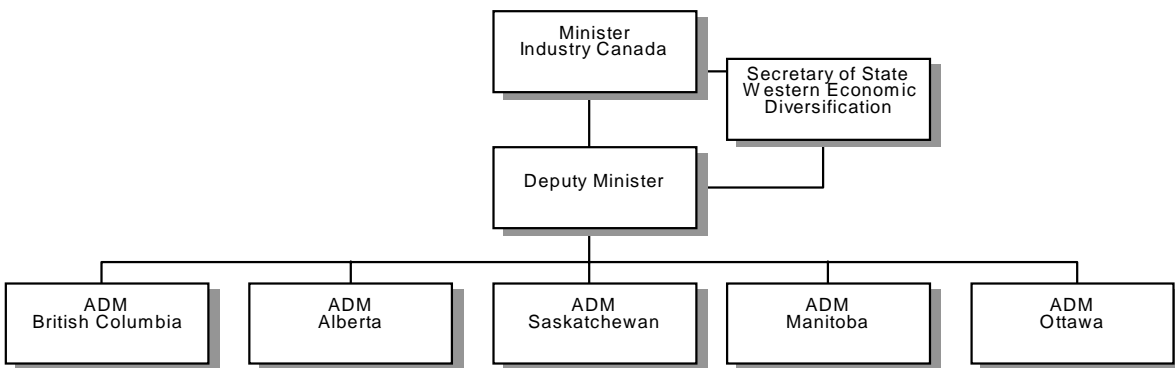 Minister
Industry Canada
Secretary of State
Western Economic
Diversification
Deputy Minister
ADM
British Columbia
ADM
Alberta
ADM
Saskatchewan
ADM
Manitoba
ADM
Ottawa